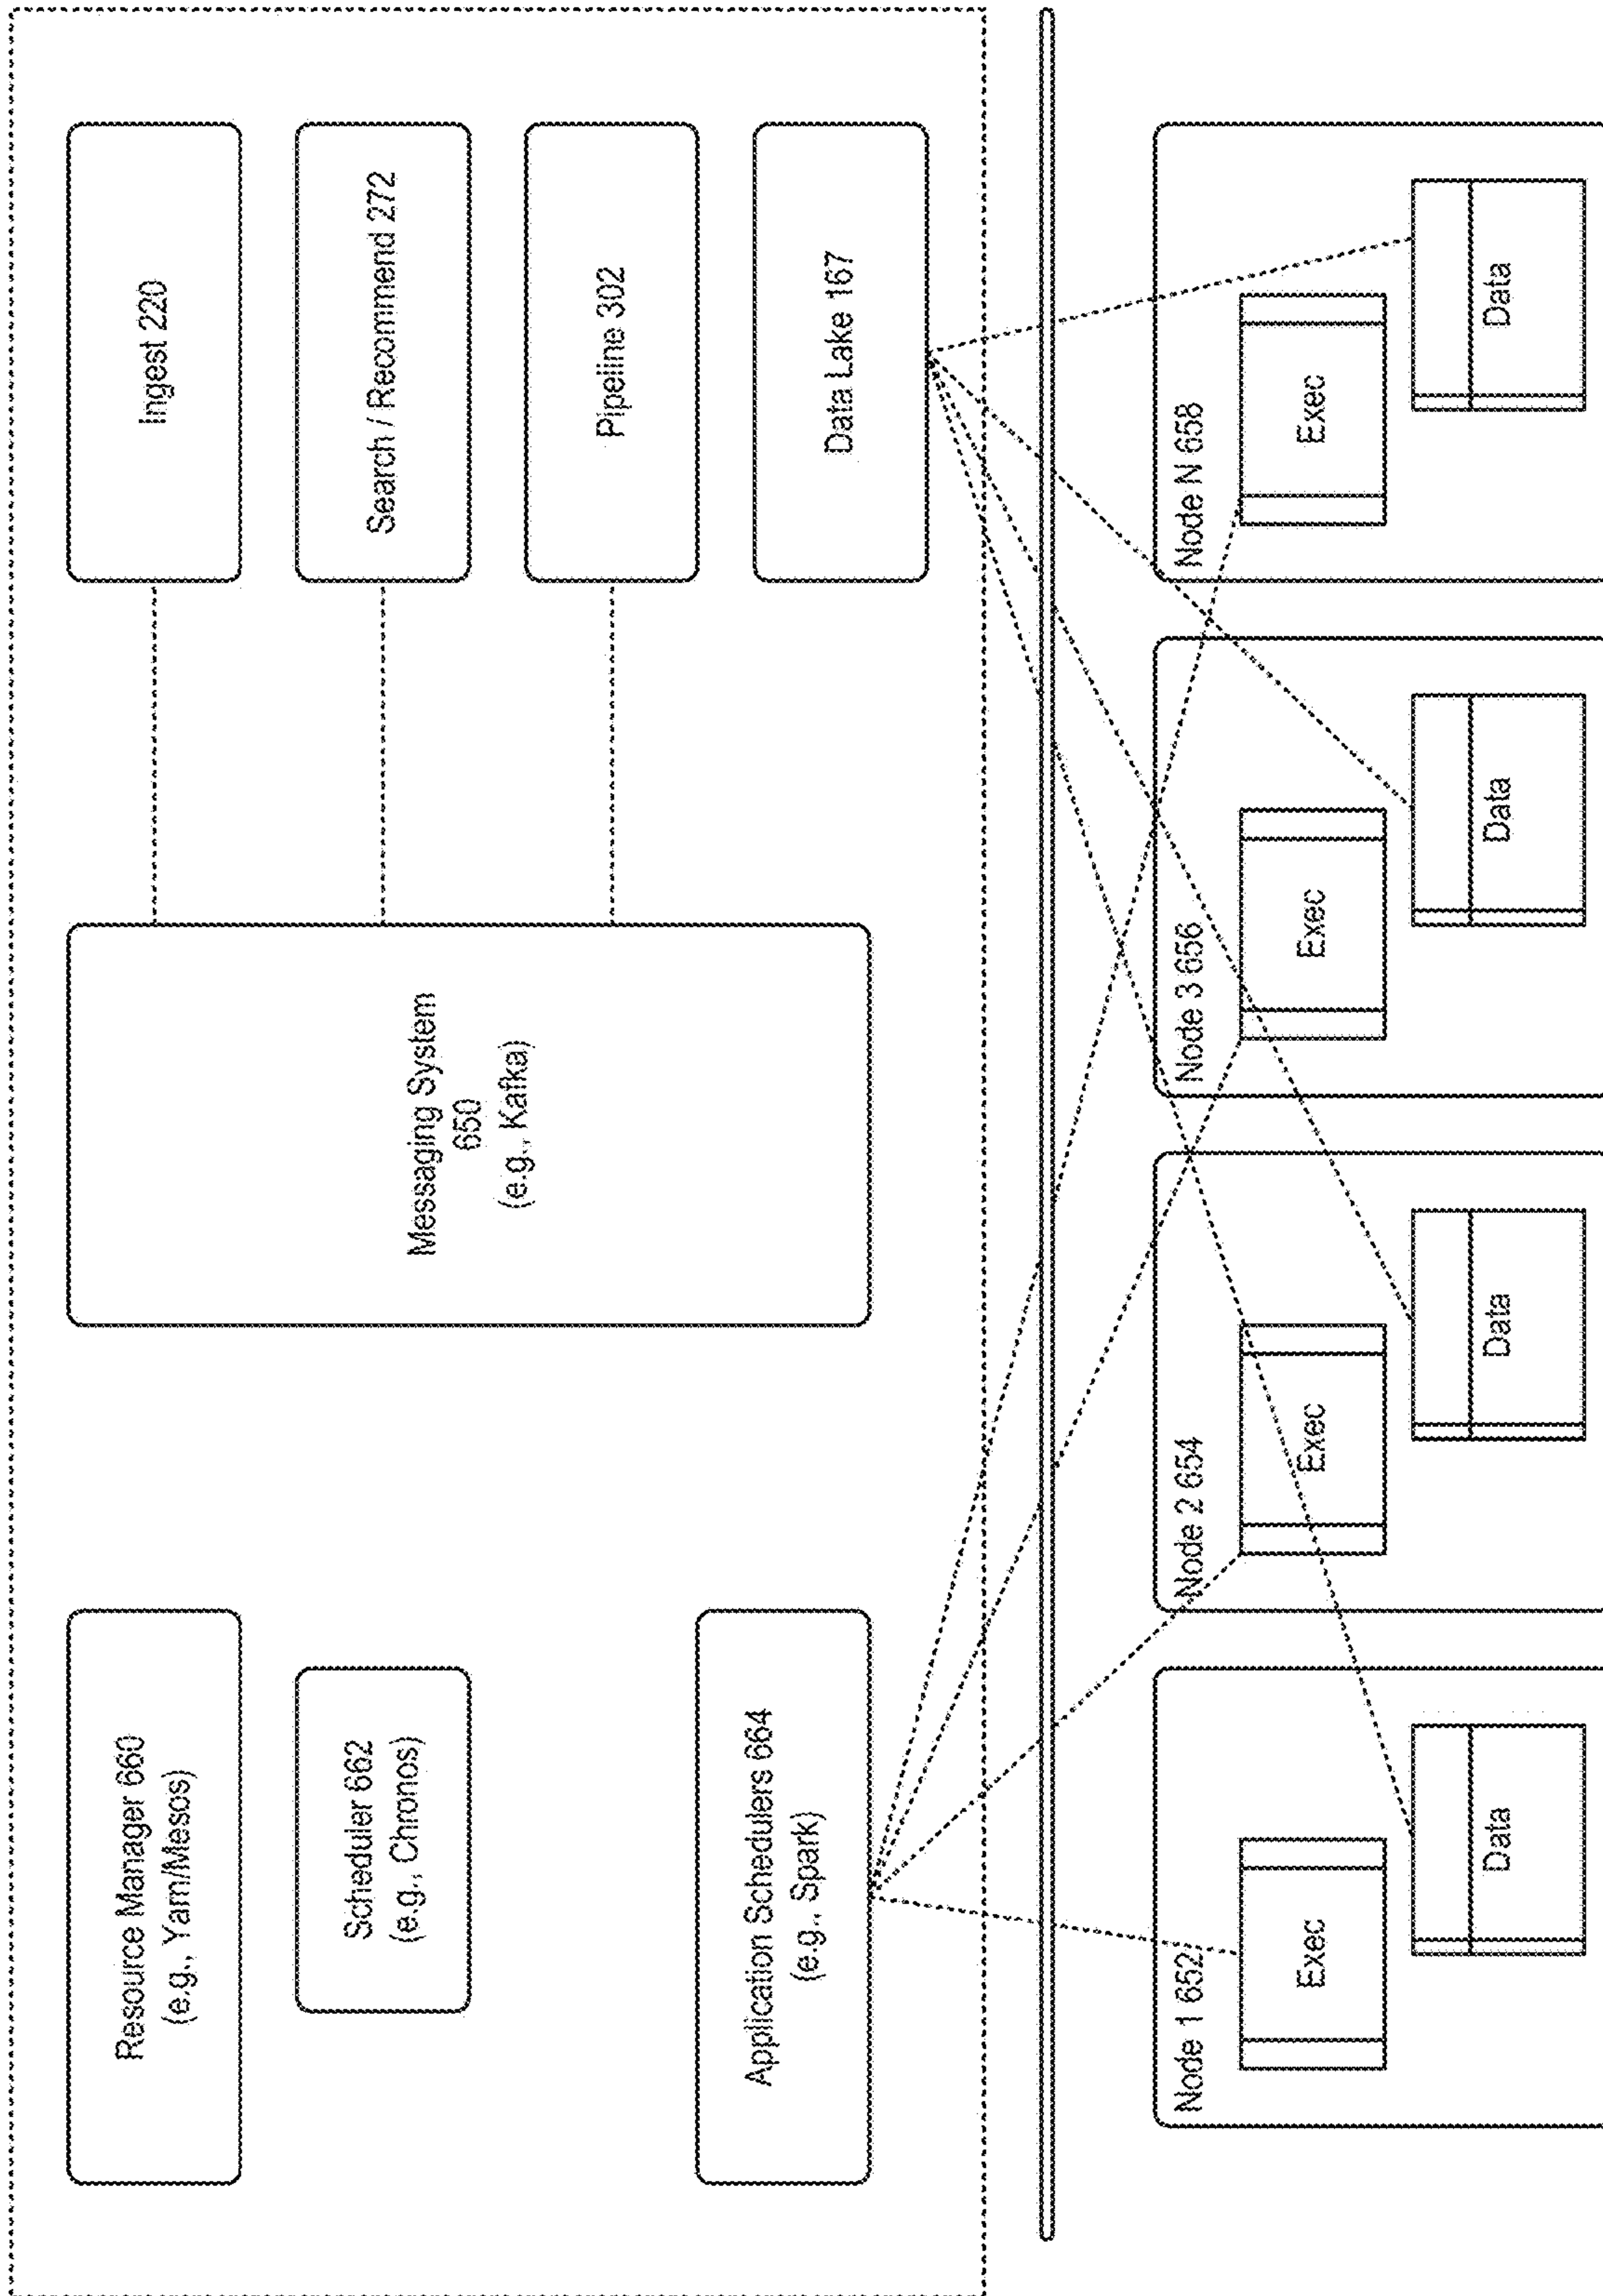 Resource Manager 660
(e.g., Yarn/Mesos)
Scheduler 662
(e.g., Chronos)
Application Schedulers 664
(e.g., Spark)
Messaging System
650
(e.g., Kafka)
Ingest 220
Search / Recommend 272
Pipeline 302
Data Lake 167
Node 1 652
Exec
Data
Node 2 654
Exec
Data
Node 3 656
Exec
Data
Node N 658
Exec
Data